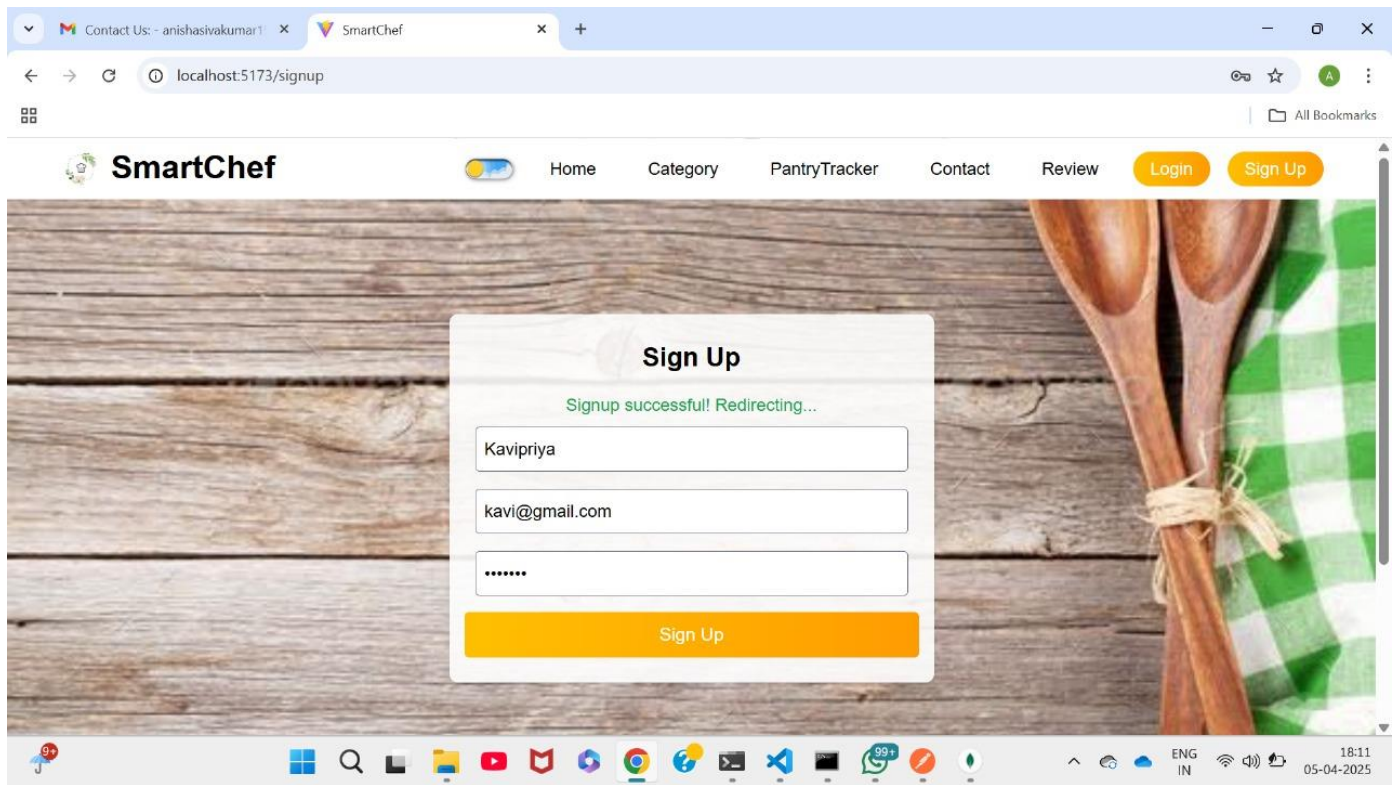 Contact Us: - anishasivakumar1
SmartChef
localhost:5173/signup
A
All Bookmarks
SmartChef
Home
Category
PantryTracker
Contact
Review
Login
Sign Up
Sign Up
Signup successful! Redirecting...
Kavipriya
kavi@gmail.com
•••••••
Sign Up
9+
99+
ENG
IN
18:11
05-04-2025